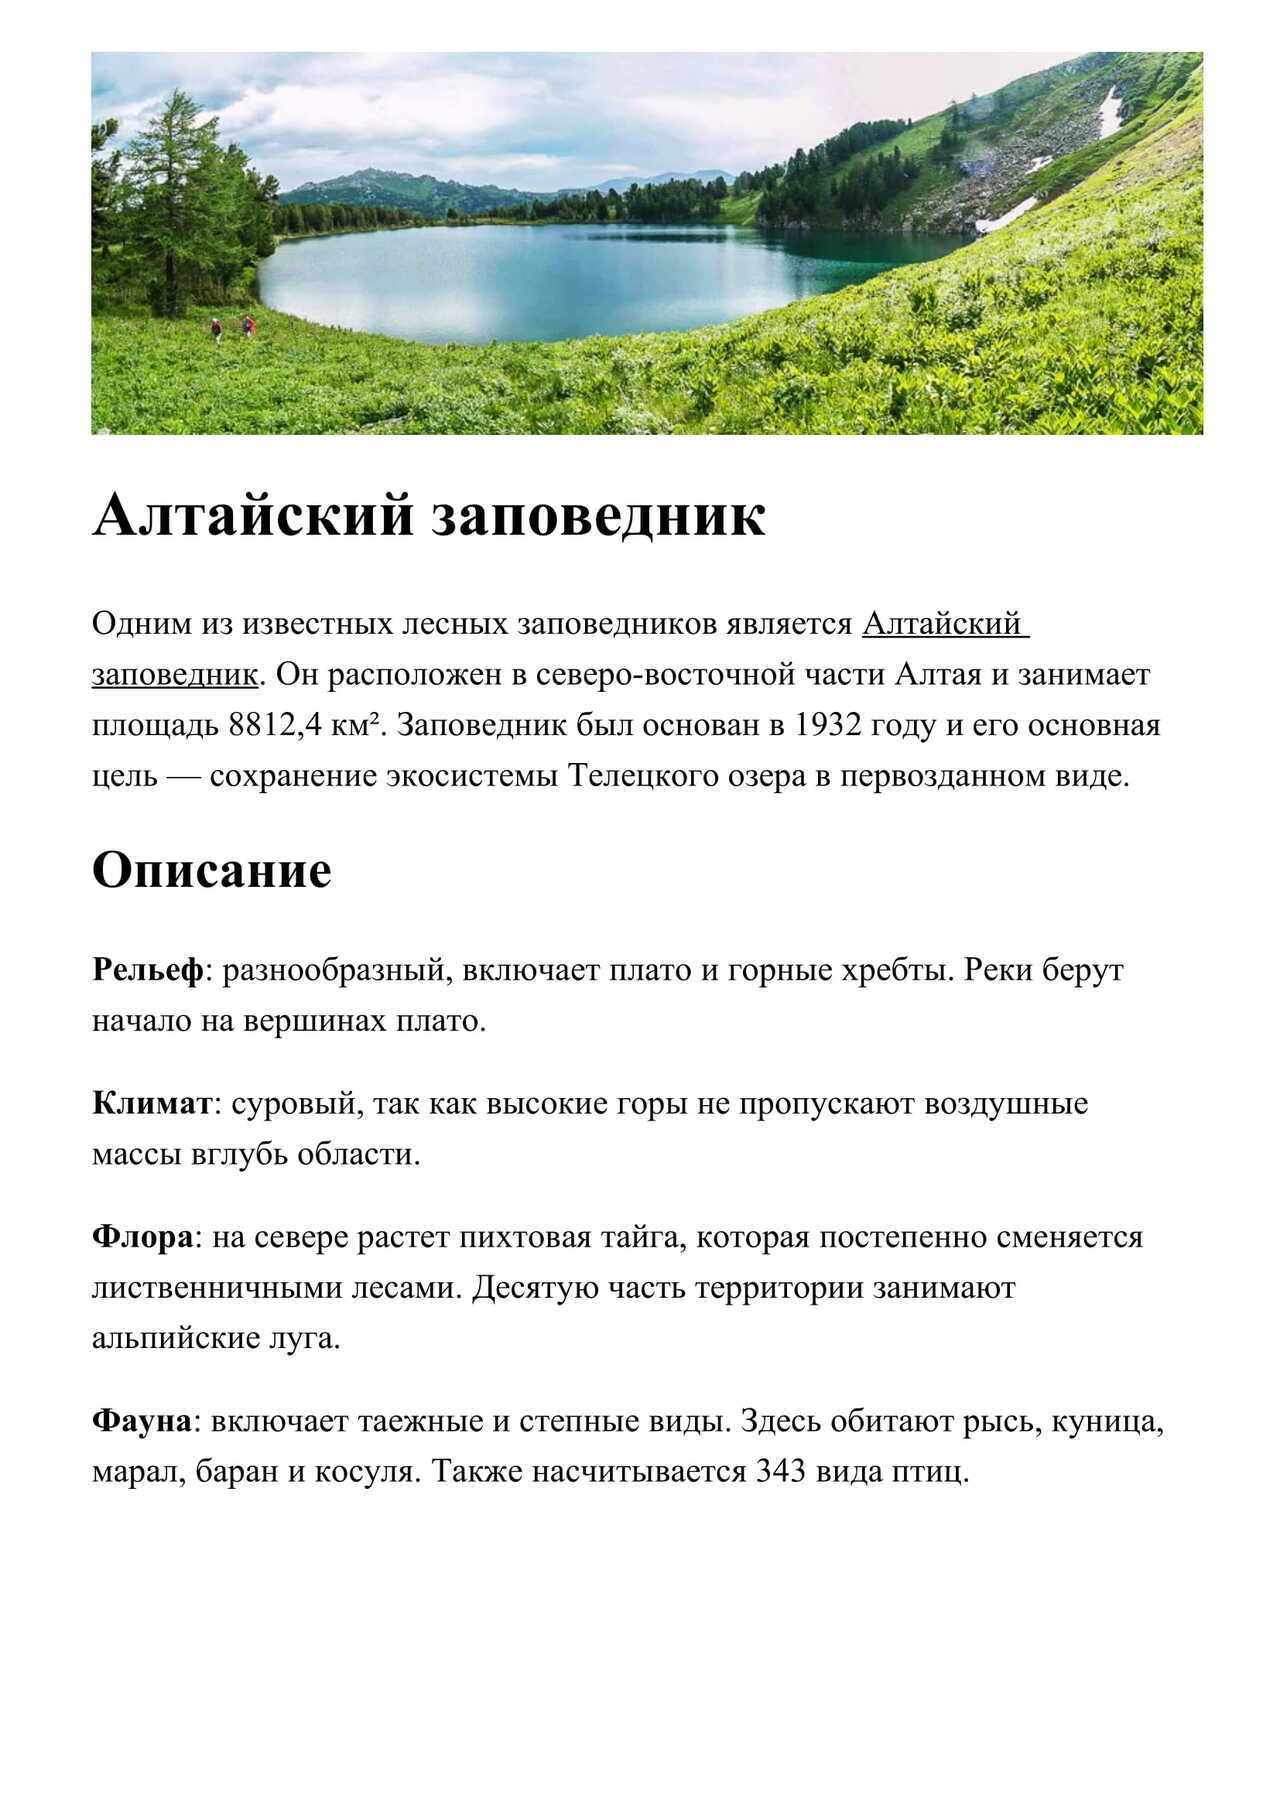 Алтайский заповедник
Одним из известных лесных заповедников является Алтайский
заповедник. Он расположен в северо-восточной части Алтая и занимает
площадь 8812,4 км². Заповедник был основан в 1932 году и его основная
цель — сохранение экосистемы Телецкого озера в первозданном виде.
Описание
Рельеф: разнообразный, включает плато и горные хребты. Реки берут
начало на вершинах плато.
Климат: суровый, так как высокие горы не пропускают воздушные
массы вглубь области.
Флора: на севере растет пихтовая тайга, которая постепенно сменяется
лиственничными лесами. Десятую часть территории занимают
альпийские луга.
Фауна: включает таежные и степные виды. Здесь обитают рысь, куница,
марал, баран и косуля. Также насчитывается 343 вида птиц.